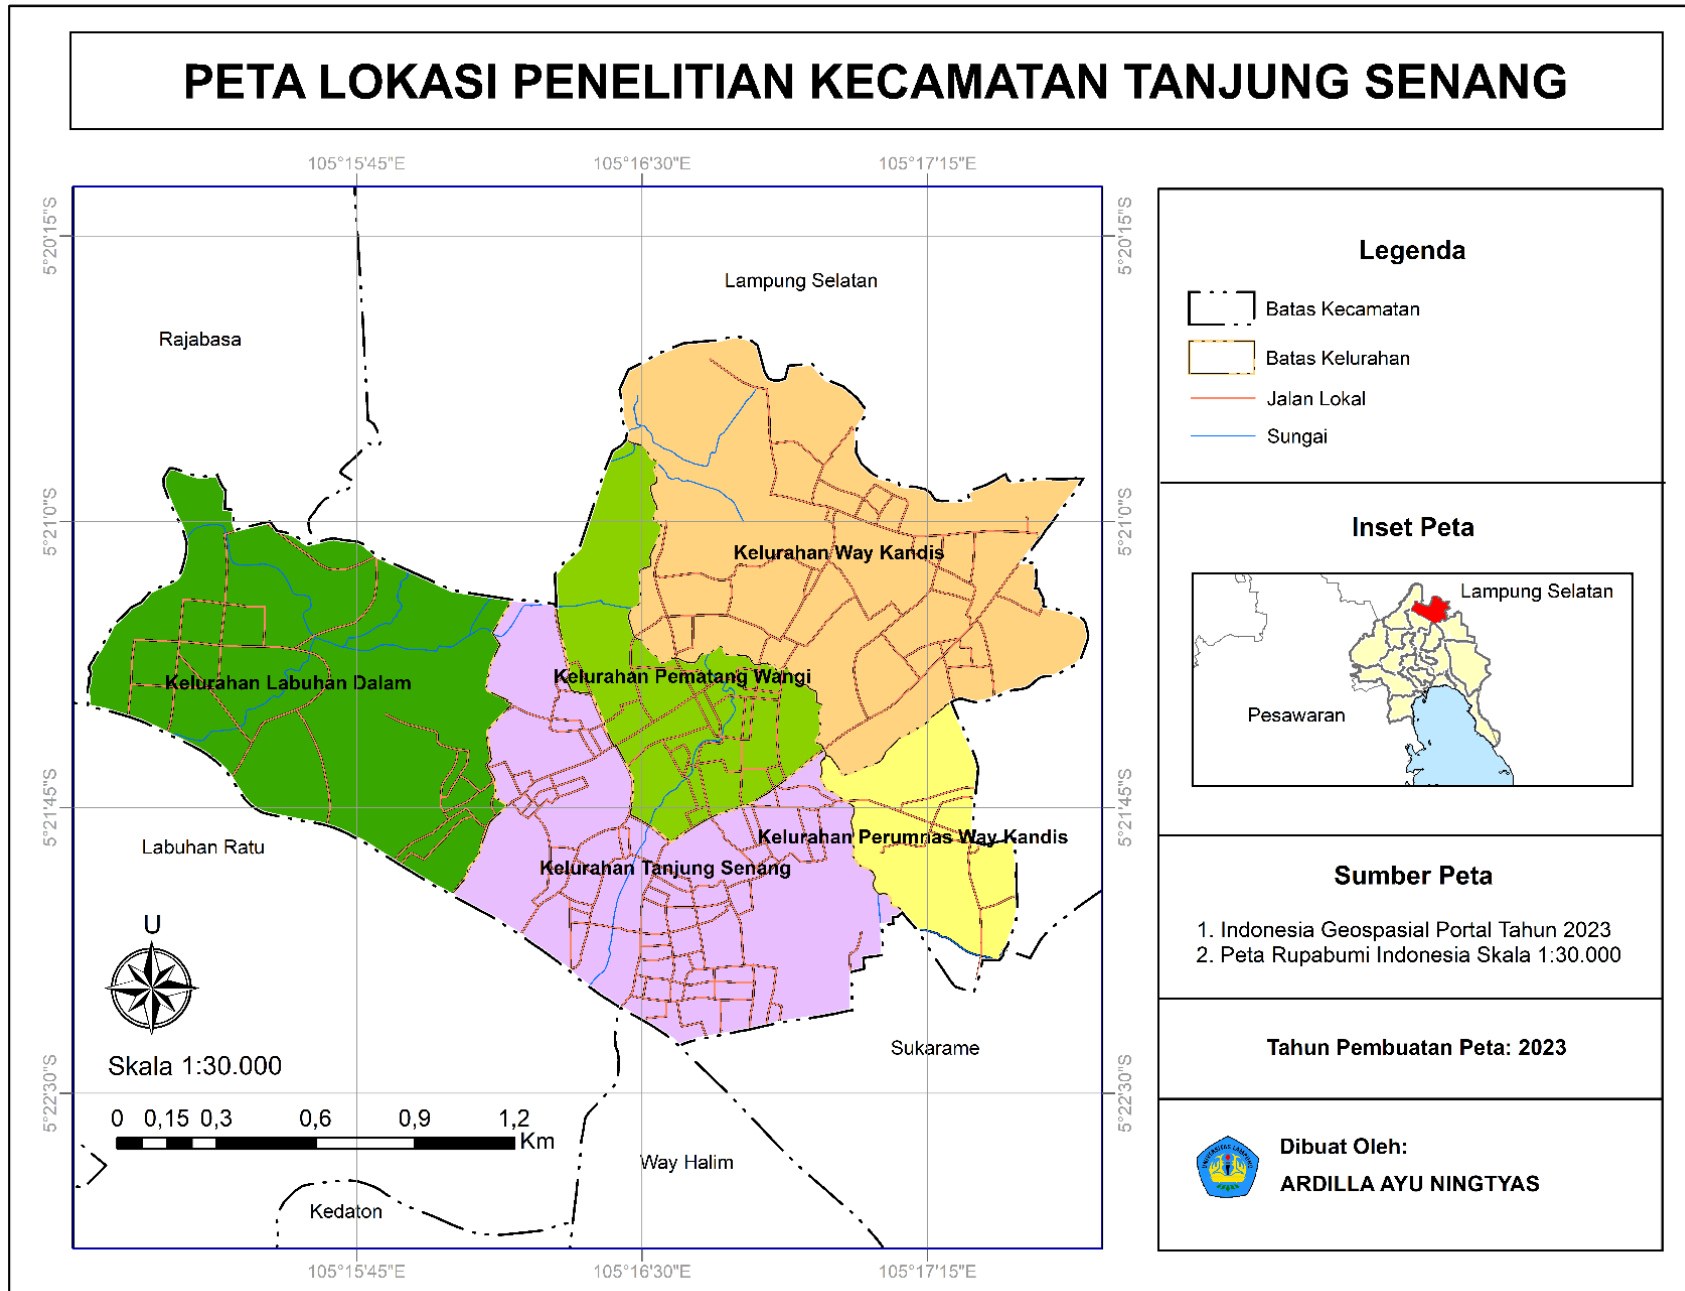 PETA LOKASI PENELITIAN KECAMATAN TANJUNG SENANG
105°15'45"E
105°16'30"E
105°17'15"E
5°20'15"S
5°20'15"S
Lampung Selatan
Rajabasa
5°21'0"S
5°21'0"S
Kelurahan Way Kandis
Kelurahan Pematang Wangi
Kelurahan Labuhan Dalam
5°21'45"S
5°21'45"S
Kelurahan Perumnas Way Kandis
Labuhan Ratu
Kelurahan Tanjung Senang
U
Sukarame
Skala 1:30.000
5°22'30"S
5°22'30"S
0 0,15 0,3 0,6 0,9 1,2
Km
Way Halim
Kedaton
105°15'45"E
105°16'30"E
105°17'15"E
Legenda
Batas Kecamatan
Batas Kelurahan
Jalan Lokal
Sungai
Inset Peta
Lampung Selatan
Pesawaran
Sumber Peta
1. Indonesia Geospasial Portal Tahun 2023
2. Peta Rupabumi Indonesia Skala 1:30.000
Tahun Pembuatan Peta: 2023
UNIVERSITAS LAMPUNG
Dibuat Oleh:
ARDILLA AYU NINGTYAS